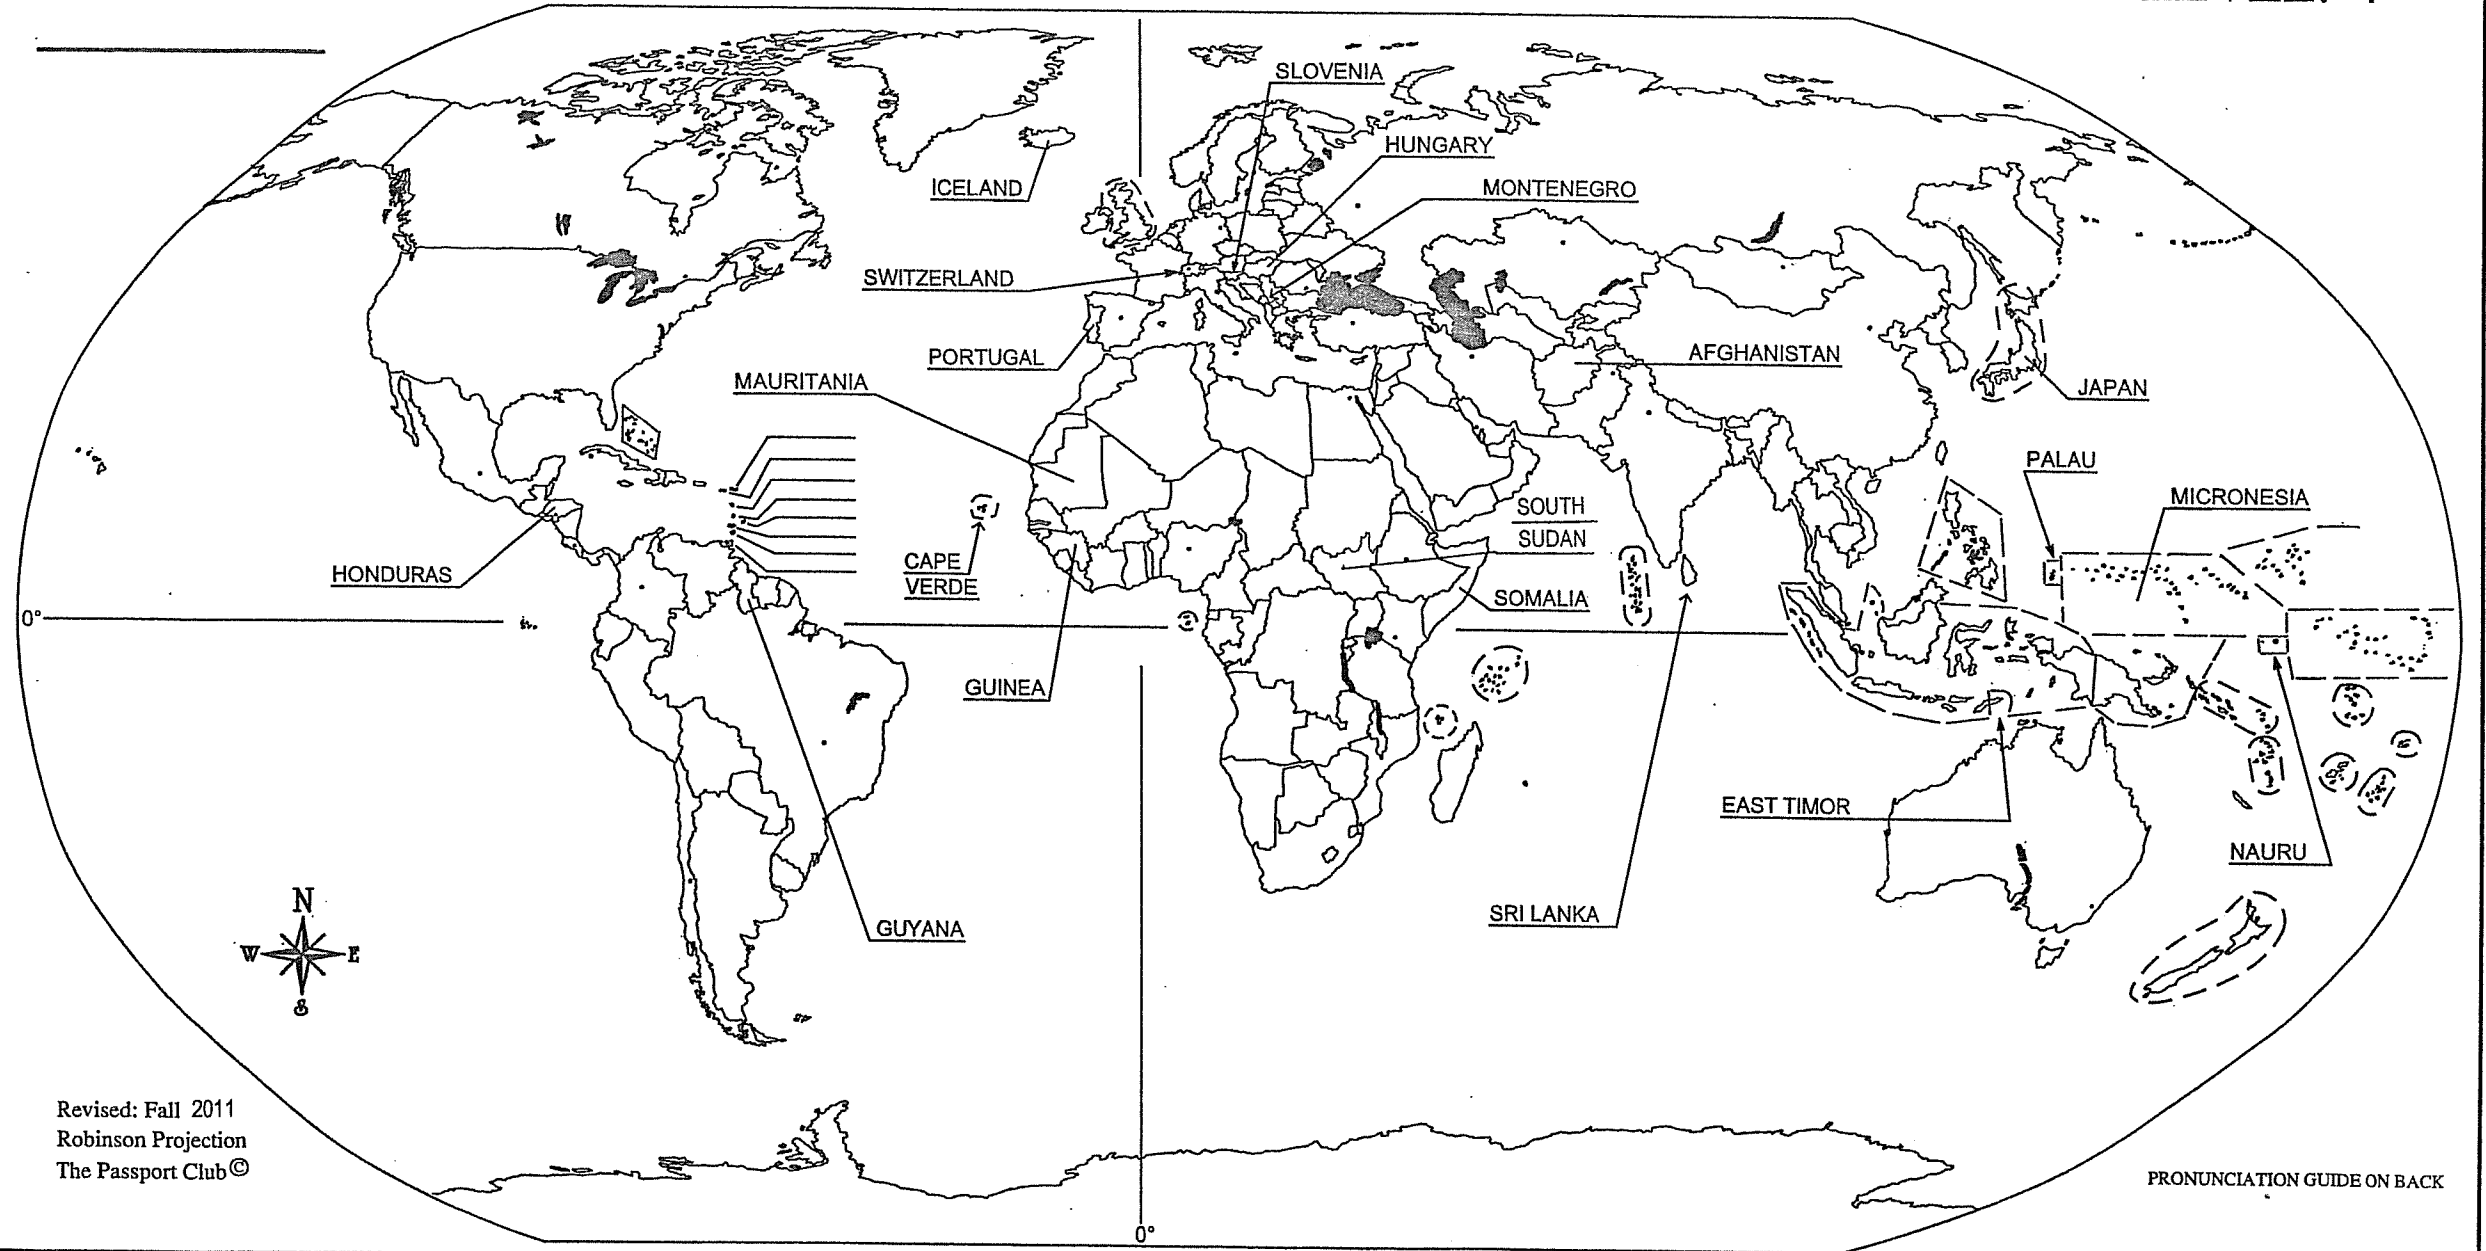 SLOVENIA
HUNGARY
ICELAND
MONTENEGRO
SWITZERLAND
PORTUGAL
AFGHANISTAN
MAURITANIA
JAPAN
PALAU
MICRONESIA
SOUTH
SUDAN
CAPE
VERDE
HONDURAS
SOMALIA
0°
GUINEA
EAST TIMOR
NAURU
SRI LANKA
GUYANA
N
W
E
S
Revised: Fall 2011
Robinson Projection
The Passport Club©
PRONUNCIATION GUIDE ON BACK
0°